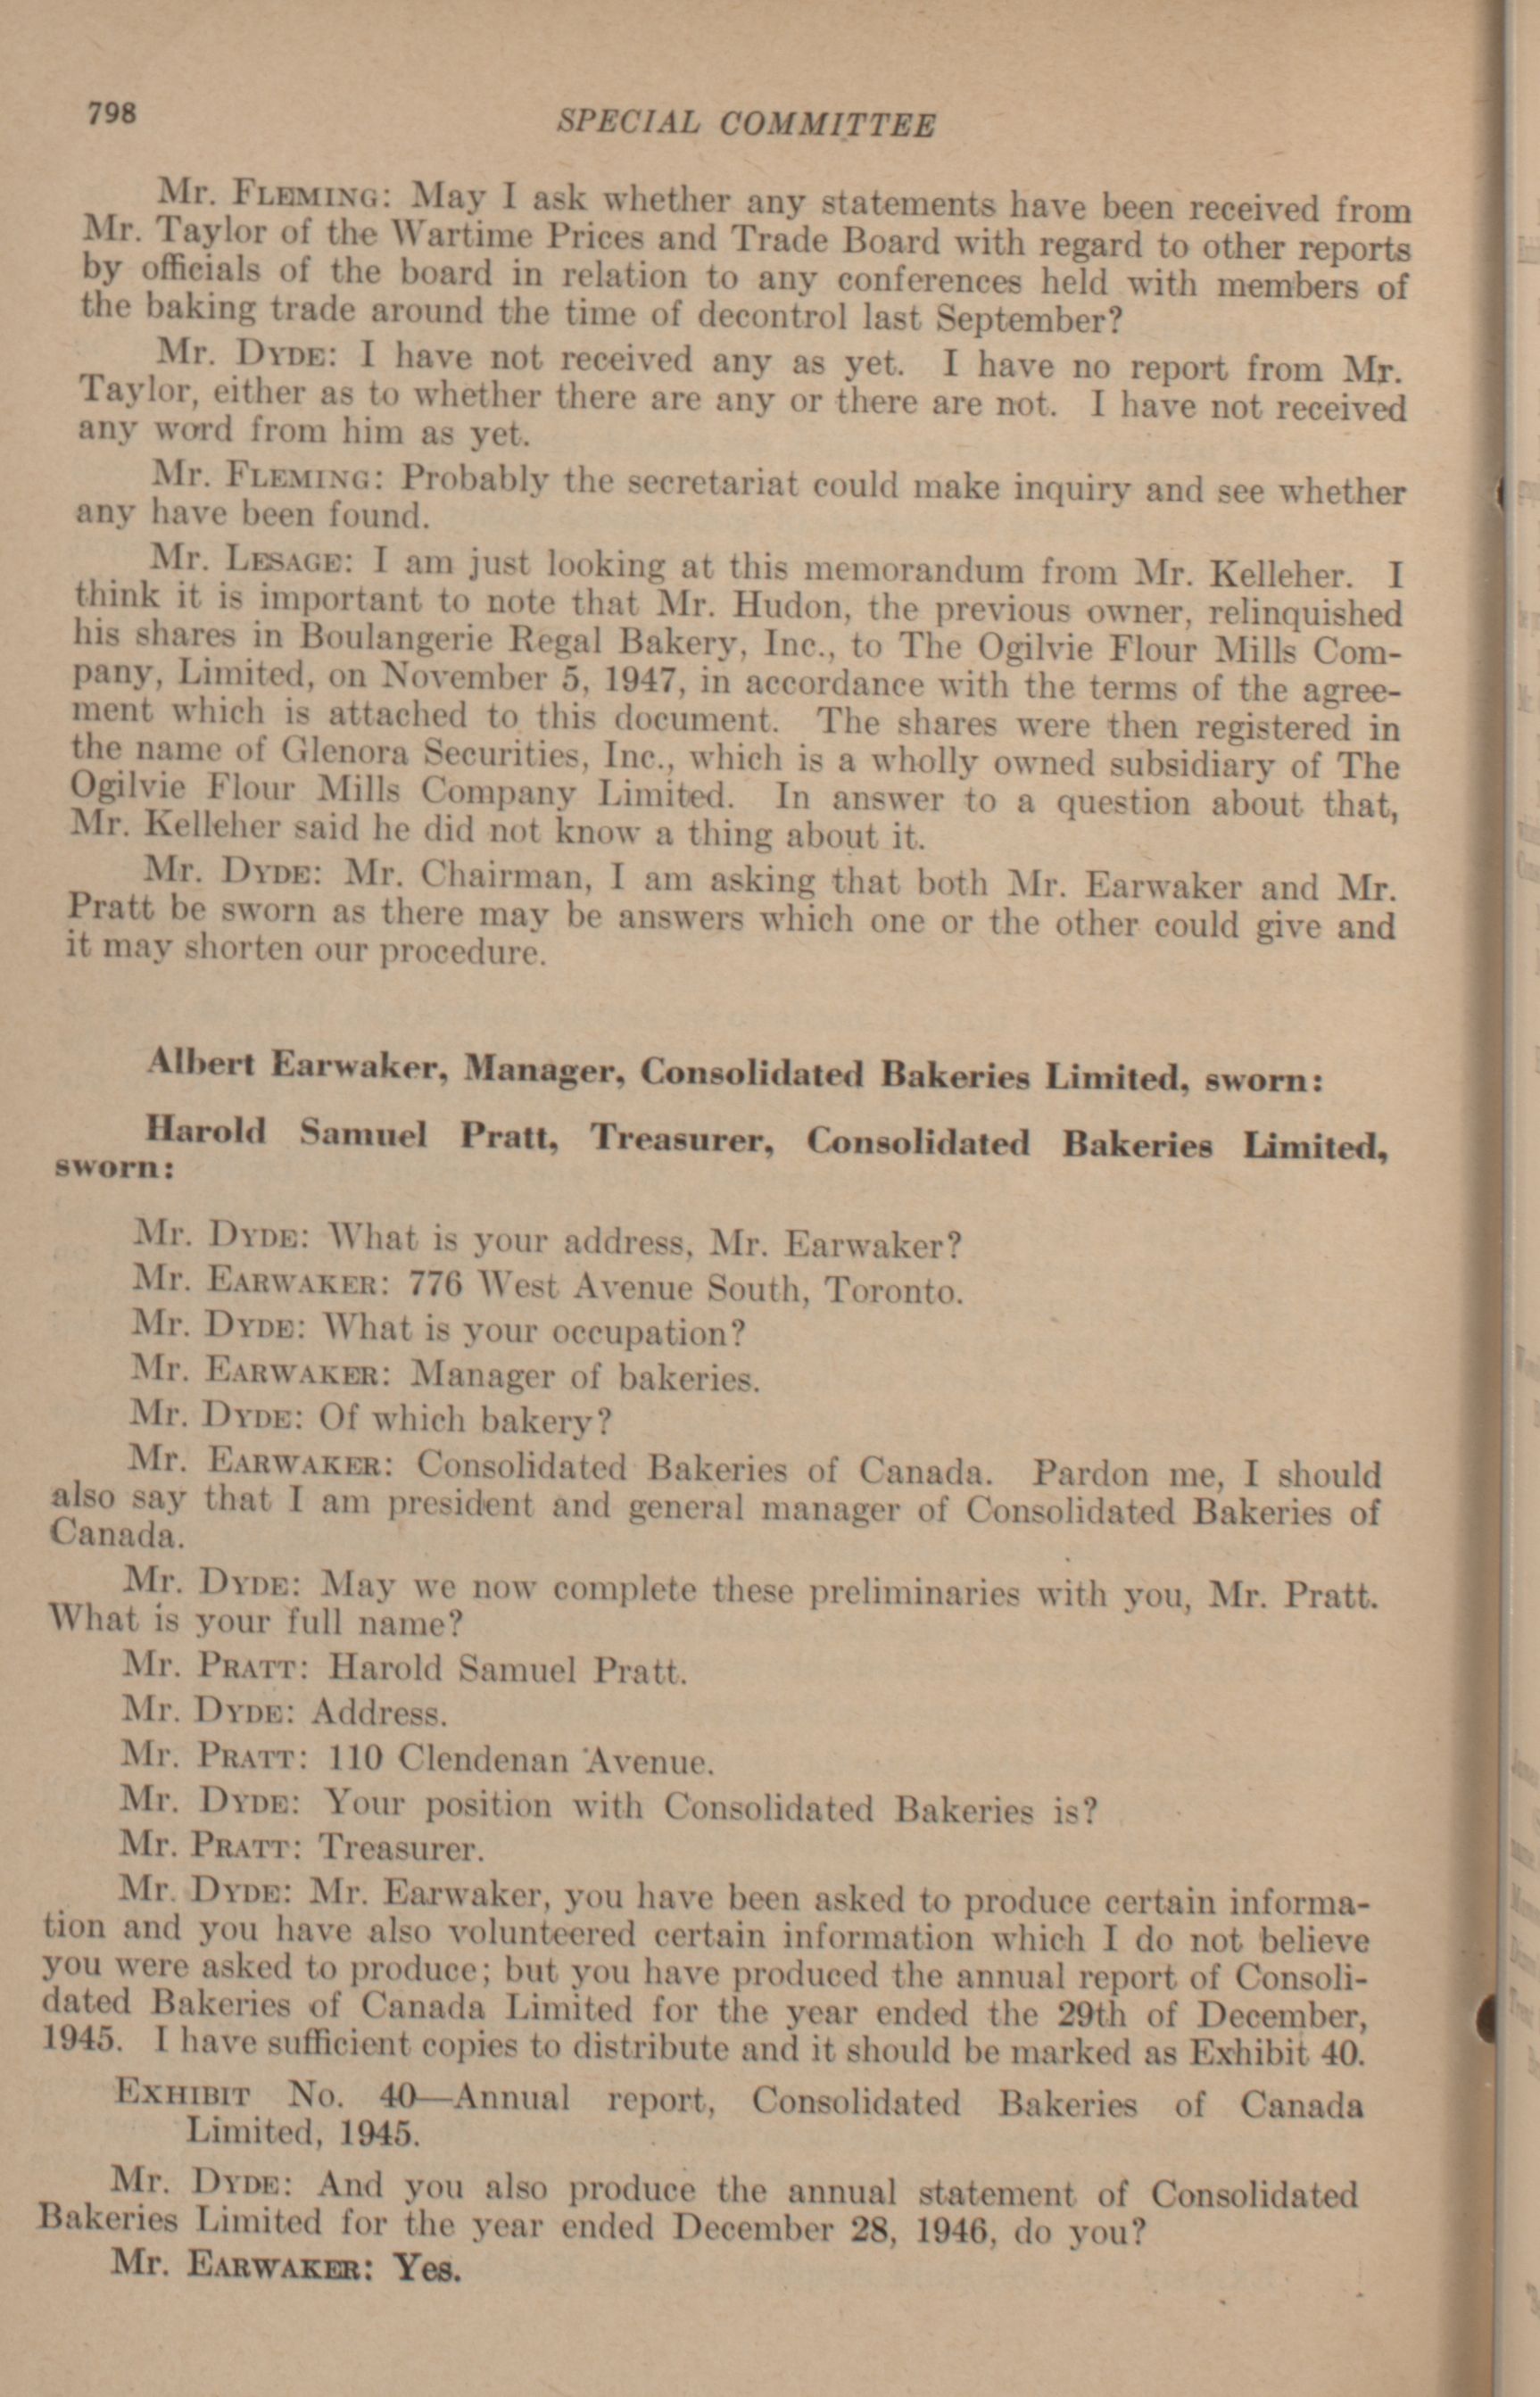 798
SPECIAL COMMITTEE
Mr. FLEMING: May I ask whether any statements have been received from
Mr. Taylor of the Wartime Prices and Trade Board with regard to other reports
by officials of the board in relation to any conferences held with members of
the baking trade around the time of decontrol last September?
Mr. DYDE: I have not received any as yet. I have no report from Mr.
Taylor, either as to whether there are any or there are not. I have not received
any word from him as yet.
Mr. FLEMING: Probably the secretariat could make inquiry and see whether
any have been found.
Mr. LESAGE: I am just looking at this memorandum from Mr. Kelleher. I
think it is important to note that Mr. Hudon, the previous owner, relinquished
his shares in Boulangerie Regal Bakery, Inc., to The Ogilvie Flour Mills Com-
pany, Limited, on November 5, 1947, in accordance with the terms of the agree-
ment which is attached to this document. The shares were then registered in
the name of Glenora Securities, Inc., which is a wholly owned subsidiary of The
Ogilvie Flour Mills Company Limited. In answer to a question about that,
Mr. Kelleher said he did not know a thing about it.
Mr. DYDE: Mr. Chairman, I am asking that both Mr. Earwaker and Mr.
Pratt be sworn as there may be answers which one or the other could give and
it may shorten our procedure.
Albert Earwaker, Manager, Consolidated Bakeries Limited, sworn:
Harold Samuel Pratt, Treasurer, Consolidated Bakeries Limited,
sworn:
Mr. DYDE: What is your address, Mr. Earwaker?
Mr. EARWAKER: 776 West Avenue South, Toronto.
Mr. DYDE: What is your occupation?
Mr. EARWAKER: Manager of bakeries.
Mr. DYDE: Of which bakery?
Mr. EARWAKER: Consolidated Bakeries of Canada. Pardon me, I should
also say that I am president and general manager of Consolidated Bakeries of
Canada.
Mr. DYDE: May we now complete these preliminaries with you, Mr. Pratt.
What is your full name?
Mr. PRATT: Harold Samuel Pratt.
Mr. DYDE: Address.
Mr. PRATT: 110 Clendenan Avenue.
Mr. DYDE: Your position with Consolidated Bakeries is?
Mr. PRATT: Treasurer.
Mr. DYDE: Mr. Earwaker, you have been asked to produce certain informa-
tion and you have also volunteered certain information which I do not believe
you were asked to produce; but you have produced the annual report of Consoli-
dated Bakeries of Canada Limited for the year ended the 29th of December,
1945. I have sufficient copies to distribute and it should be marked as Exhibit 40.
EXHIBIT No. 40—Annual report, Consolidated Bakeries of Canada
Limited, 1945.
Mr. DYDE: And you also produce the annual statement of Consolidated
Bakeries Limited for the year ended December 28, 1946, do you?
Mr. EARWAKER: Yes.